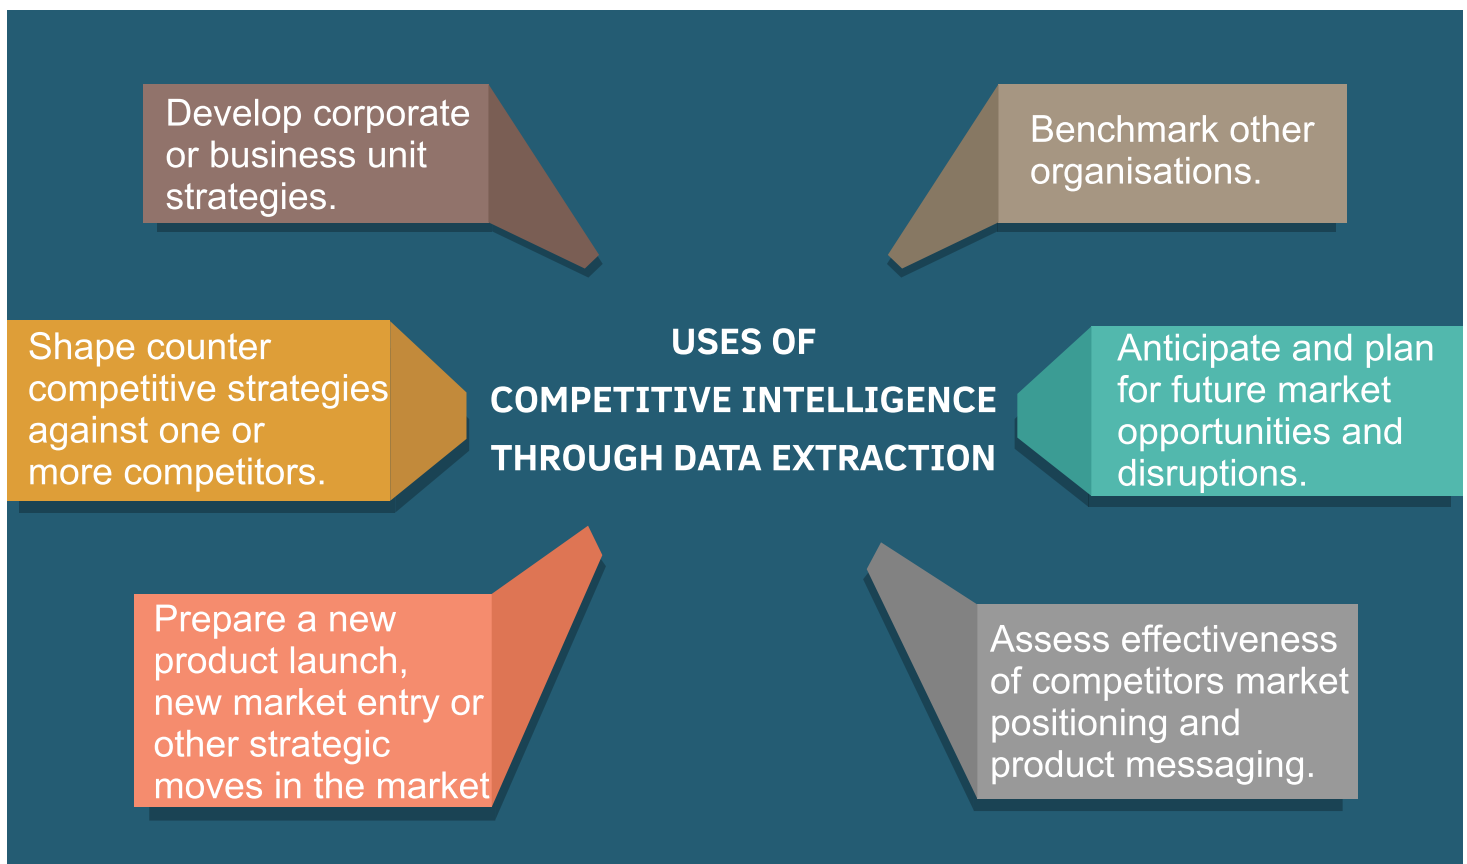 Develop corporate
or business unit
strategies.
Benchmark other
organisations.
USES OF
COMPETITIVE INTELLIGENCE
THROUGH DATA EXTRACTION
Shape counter
competitive strategies
against one or
more competitors.
Anticipate and plan
for future market
opportunities and
disruptions.
Prepare a new
product launch,
new market entry or
other strategic
moves in the market
Assess effectiveness
of competitors market
positioning and
product messaging.